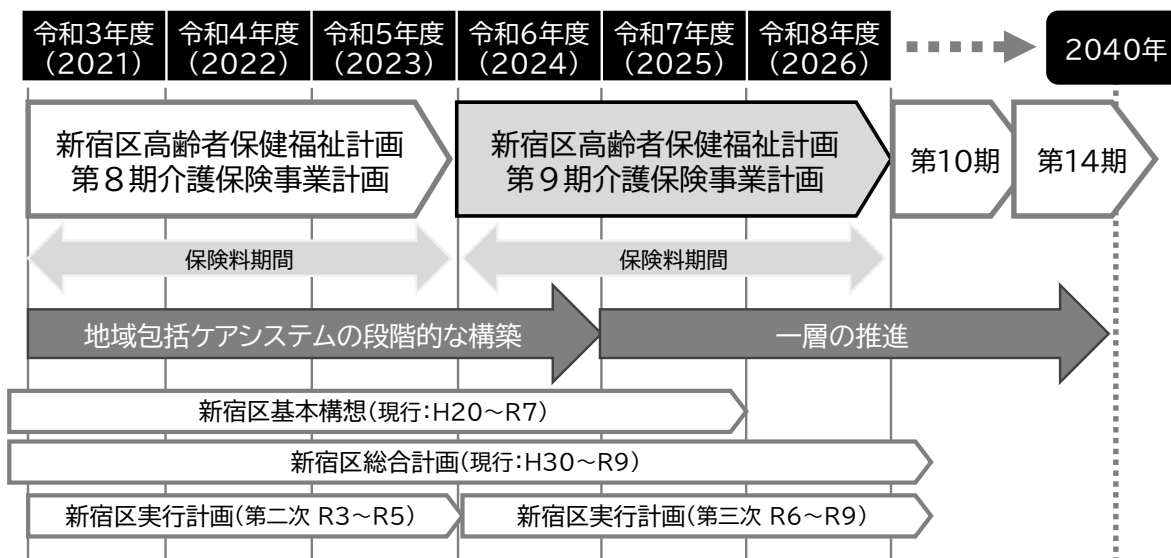 令和3年度
(2021)
令和4年度
(2022)
令和5年度
(2023)
令和6年度
(2024)
令和7年度
(2025)
令和8年度
(2026)
2040年
新宿区高齢者保健福祉計画
第８期介護保険事業計画
新宿区高齢者保健福祉計画
第９期介護保険事業計画
第10期
第14期
保険料期間
保険料期間
地域包括ケアシステムの段階的な構築
一層の推進
新宿区基本構想(現行:H20～R7)
新宿区総合計画(現行:H30～R9)
新宿区実行計画(第二次 R3～R5)
新宿区実行計画(第三次 R6～R9)